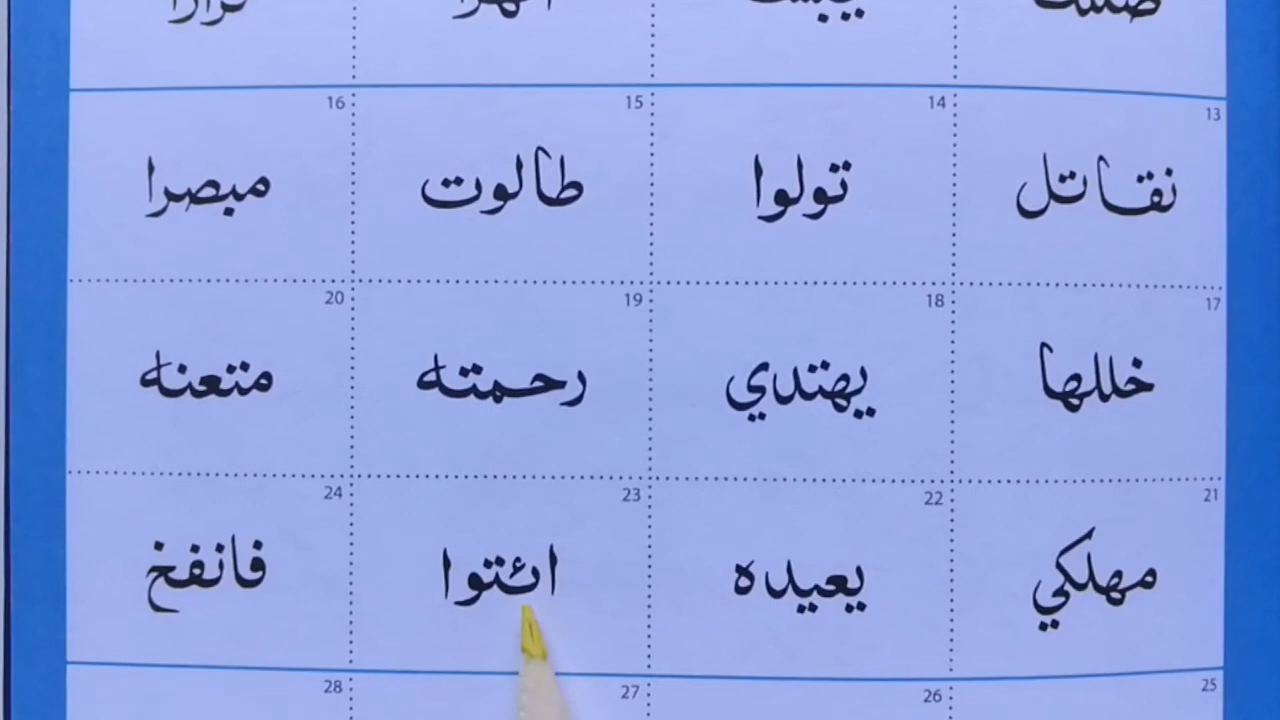 13 14 15 16
نقاتل تولوا طالوت مبصرا
17 18 19 20
خللها يهتدي رحمته متعنه
21 22 23 24
مهلكي يعيده ائتوا فانفخ
25 26 27 28